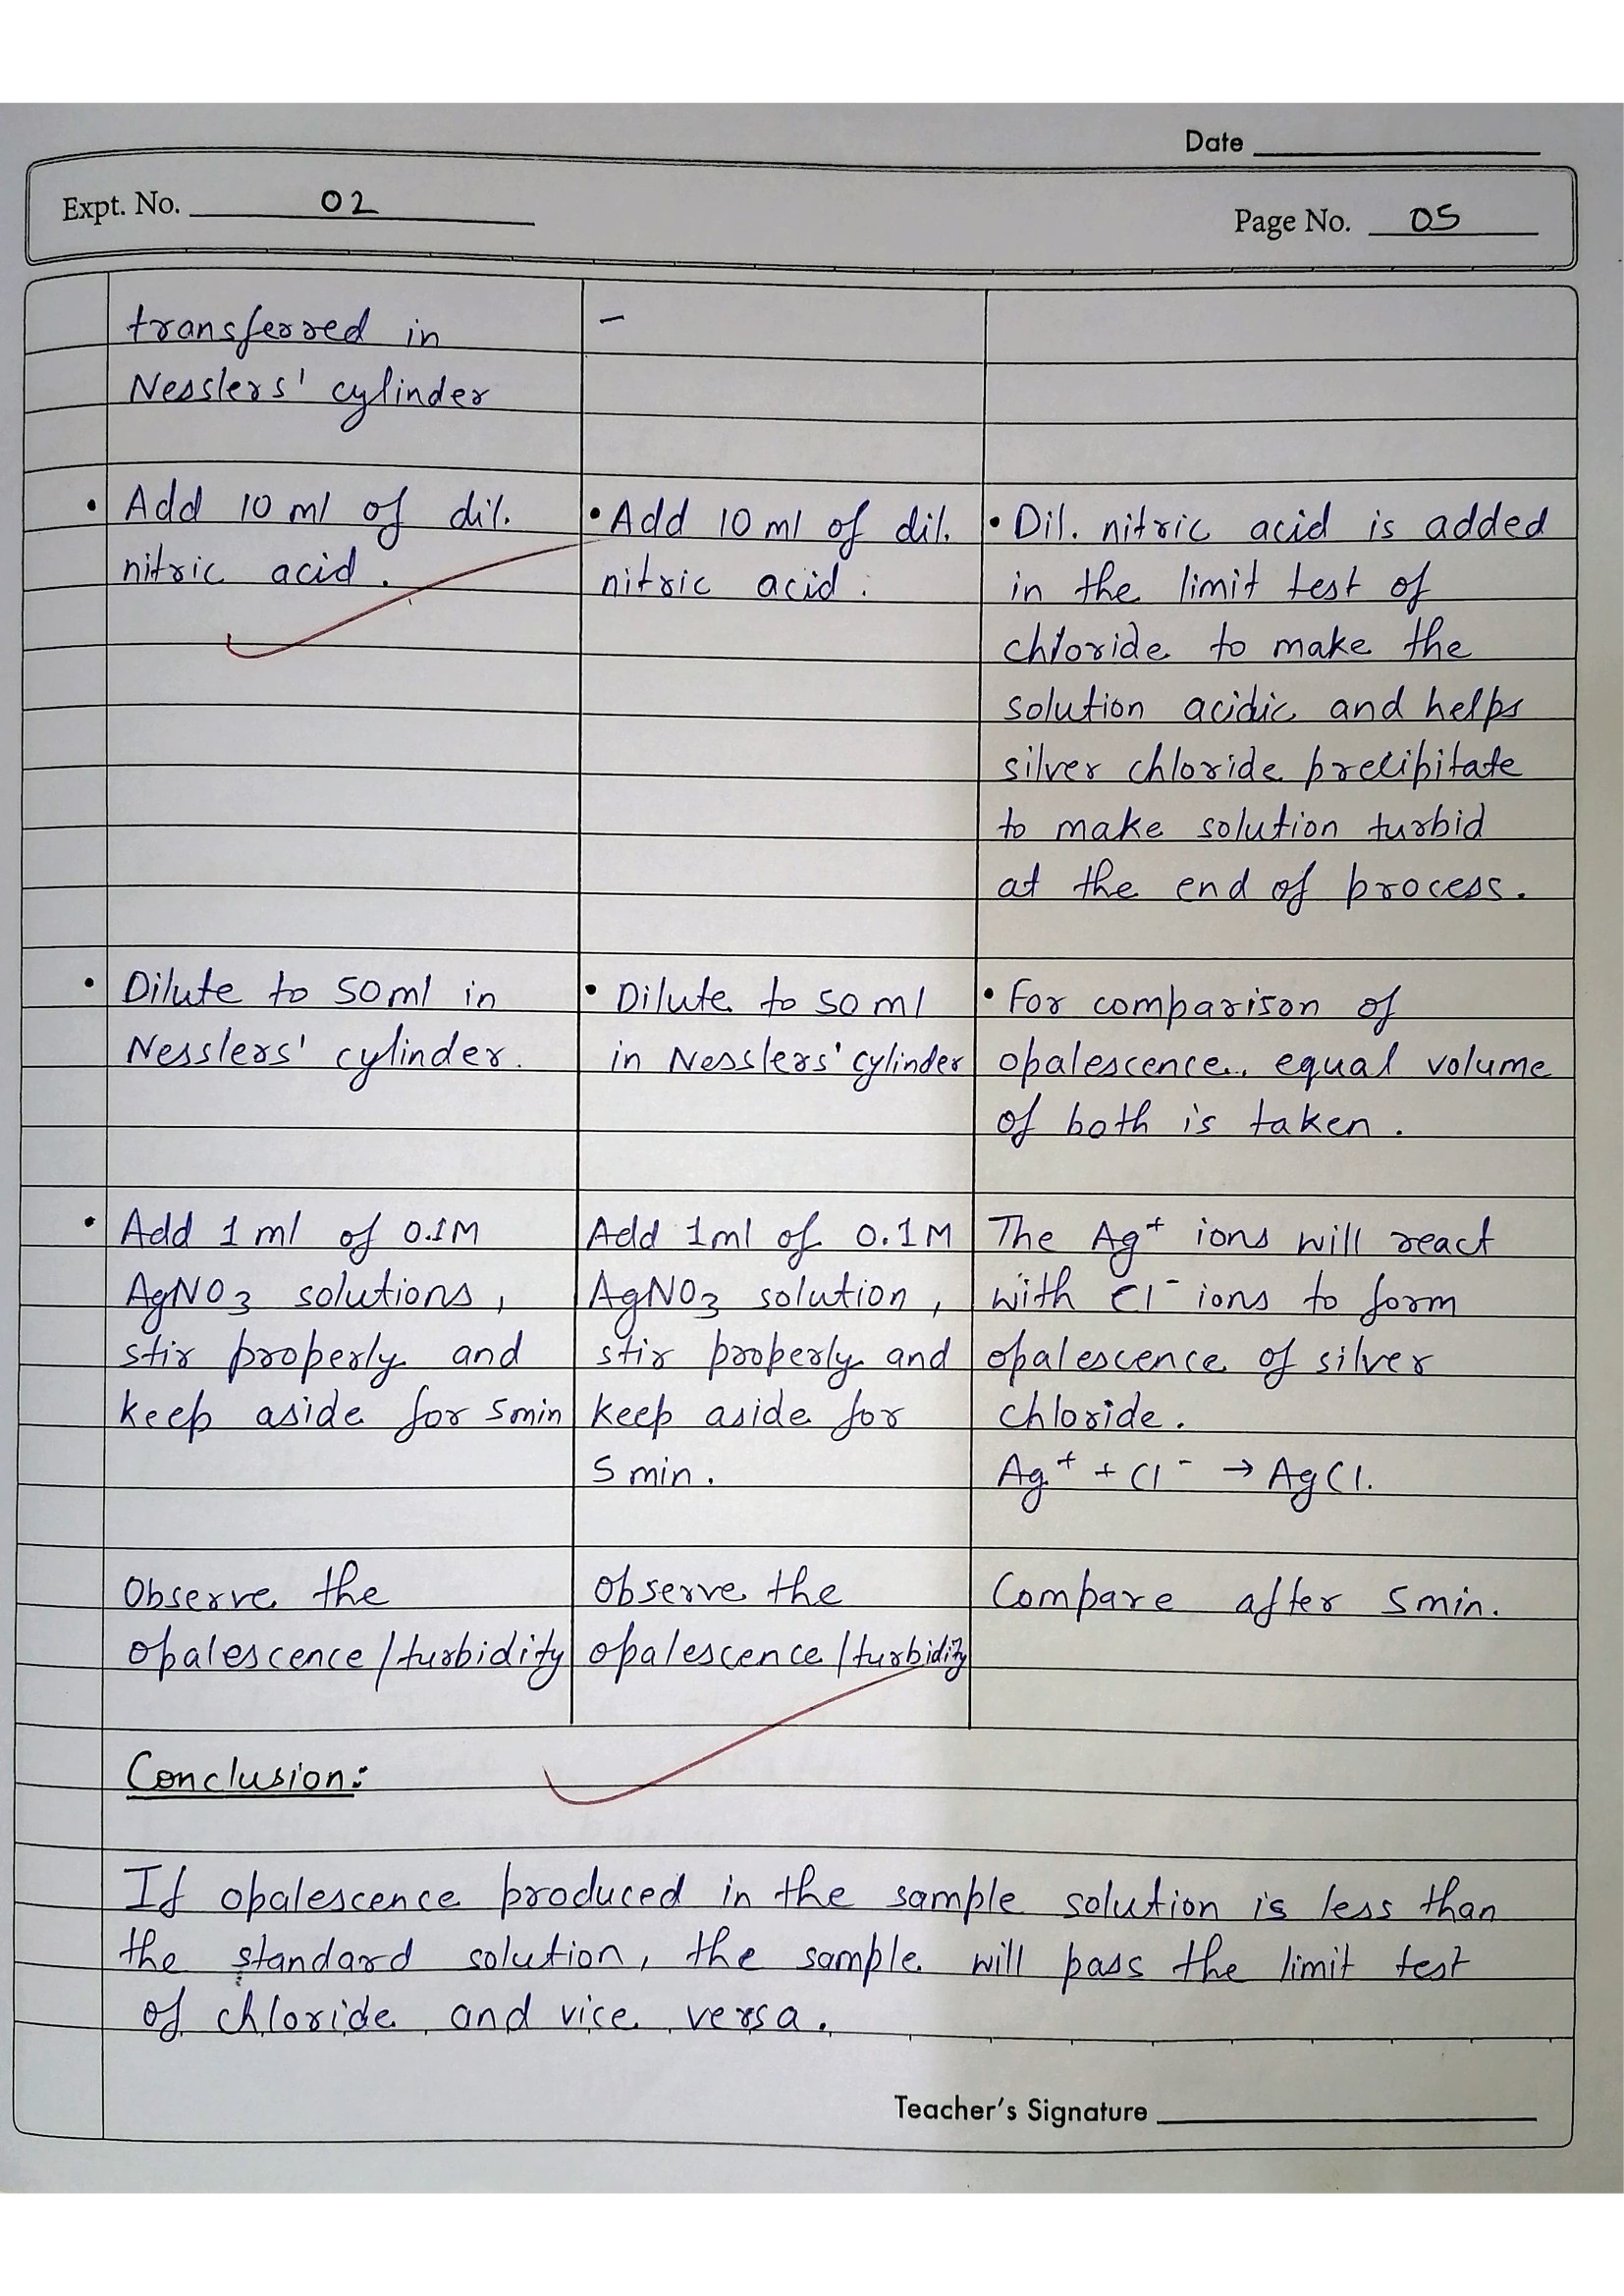 Date
Expt. No. 02
Page No. 05
transferred in
Nesslers' cylinder
-
• Add 10 ml of dil.
nitric acid.
• Add 10 ml of dil.
nitric acid.
• Dil. nitric acid is added
in the limit test of
chloride to make the
solution acidic and helps
silver chloride precipitate
to make solution turbid
at the end of process.
• Dilute to 50 ml in
Nesslers' cylinder.
• Dilute to 50 ml
in Nesslers' cylinder
• For comparison of
opalescence, equal volume
of both is taken.
• Add 1 ml of 0.1M
AgNO3 solutions,
stir properly and
keep aside for 5min
Add 1ml of 0.1M
AgNO3 solution,
stir properly and
keep aside for
5 min.
The Ag+ ions will react
with Cl- ions to form
opalescence of silver
chloride.
Ag+ + Cl- → AgCl.
Observe the
opalescence/turbidity
Observe the
opalescence/turbidity
Compare after 5min.
Conclusion:
If opalescence produced in the sample solution is less than
the standard solution, the sample will pass the limit test
of chloride and vice versa.
Teacher's Signature